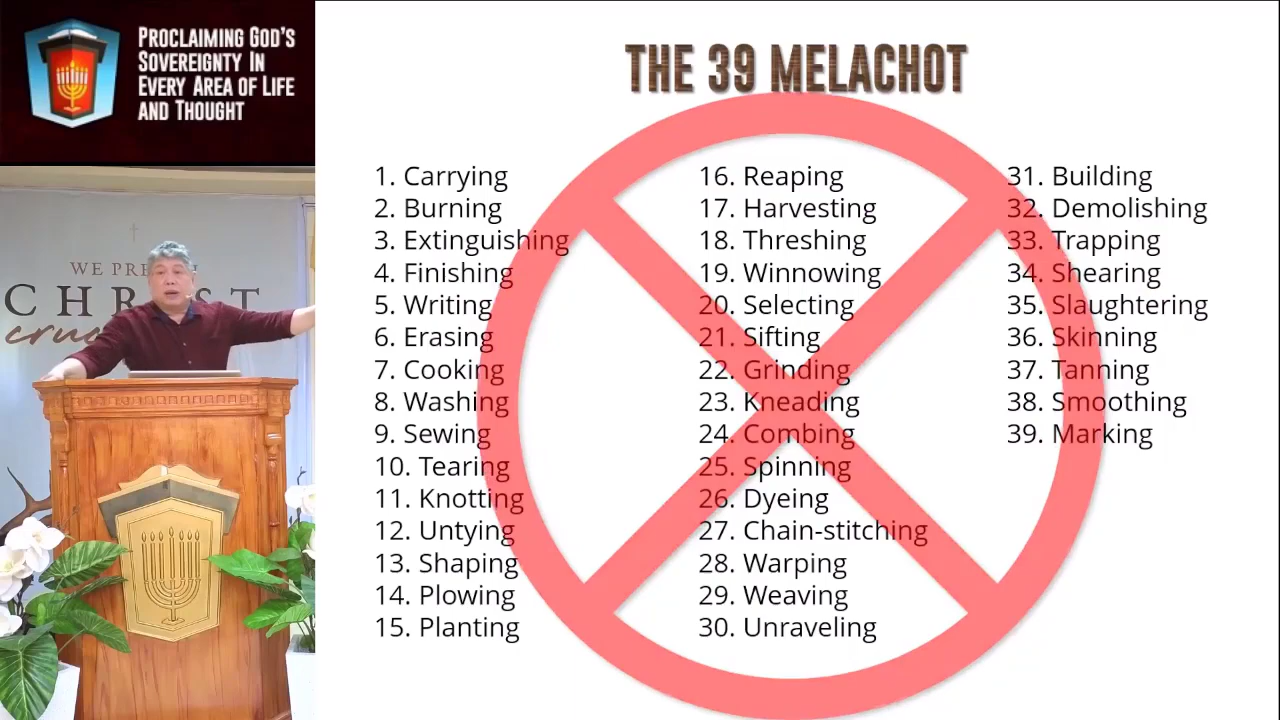 PROCLAIMING GOD'S
SOVEREIGNTY IN
EVERY AREA OF LIFE
AND THOUGHT
WE
CHRIST
THE 39 MELACHOT
1. Carrying
2. Burning
3. Extinguishing
4. Finishing
5. Writing
6. Erasing
7. Cooking
8. Washing
9. Sewing
10. Tearing
11. Knotting
12. Untying
13. Shaping
14. Plowing
15. Planting
16. Reaping
17. Harvesting
18. Threshing
19. Winnowing
20. Selecting
21. Sifting
22. Grinding
23. Kneading
24. Combing
25. Spinning
26. Dyeing
27. Chain-stitching
28. Warping
29. Weaving
30. Unraveling
31. Building
32. Demolishing
33. Trapping
34. Shearing
35. Slaughtering
36. Skinning
37. Tanning
38. Smoothing
39. Marking